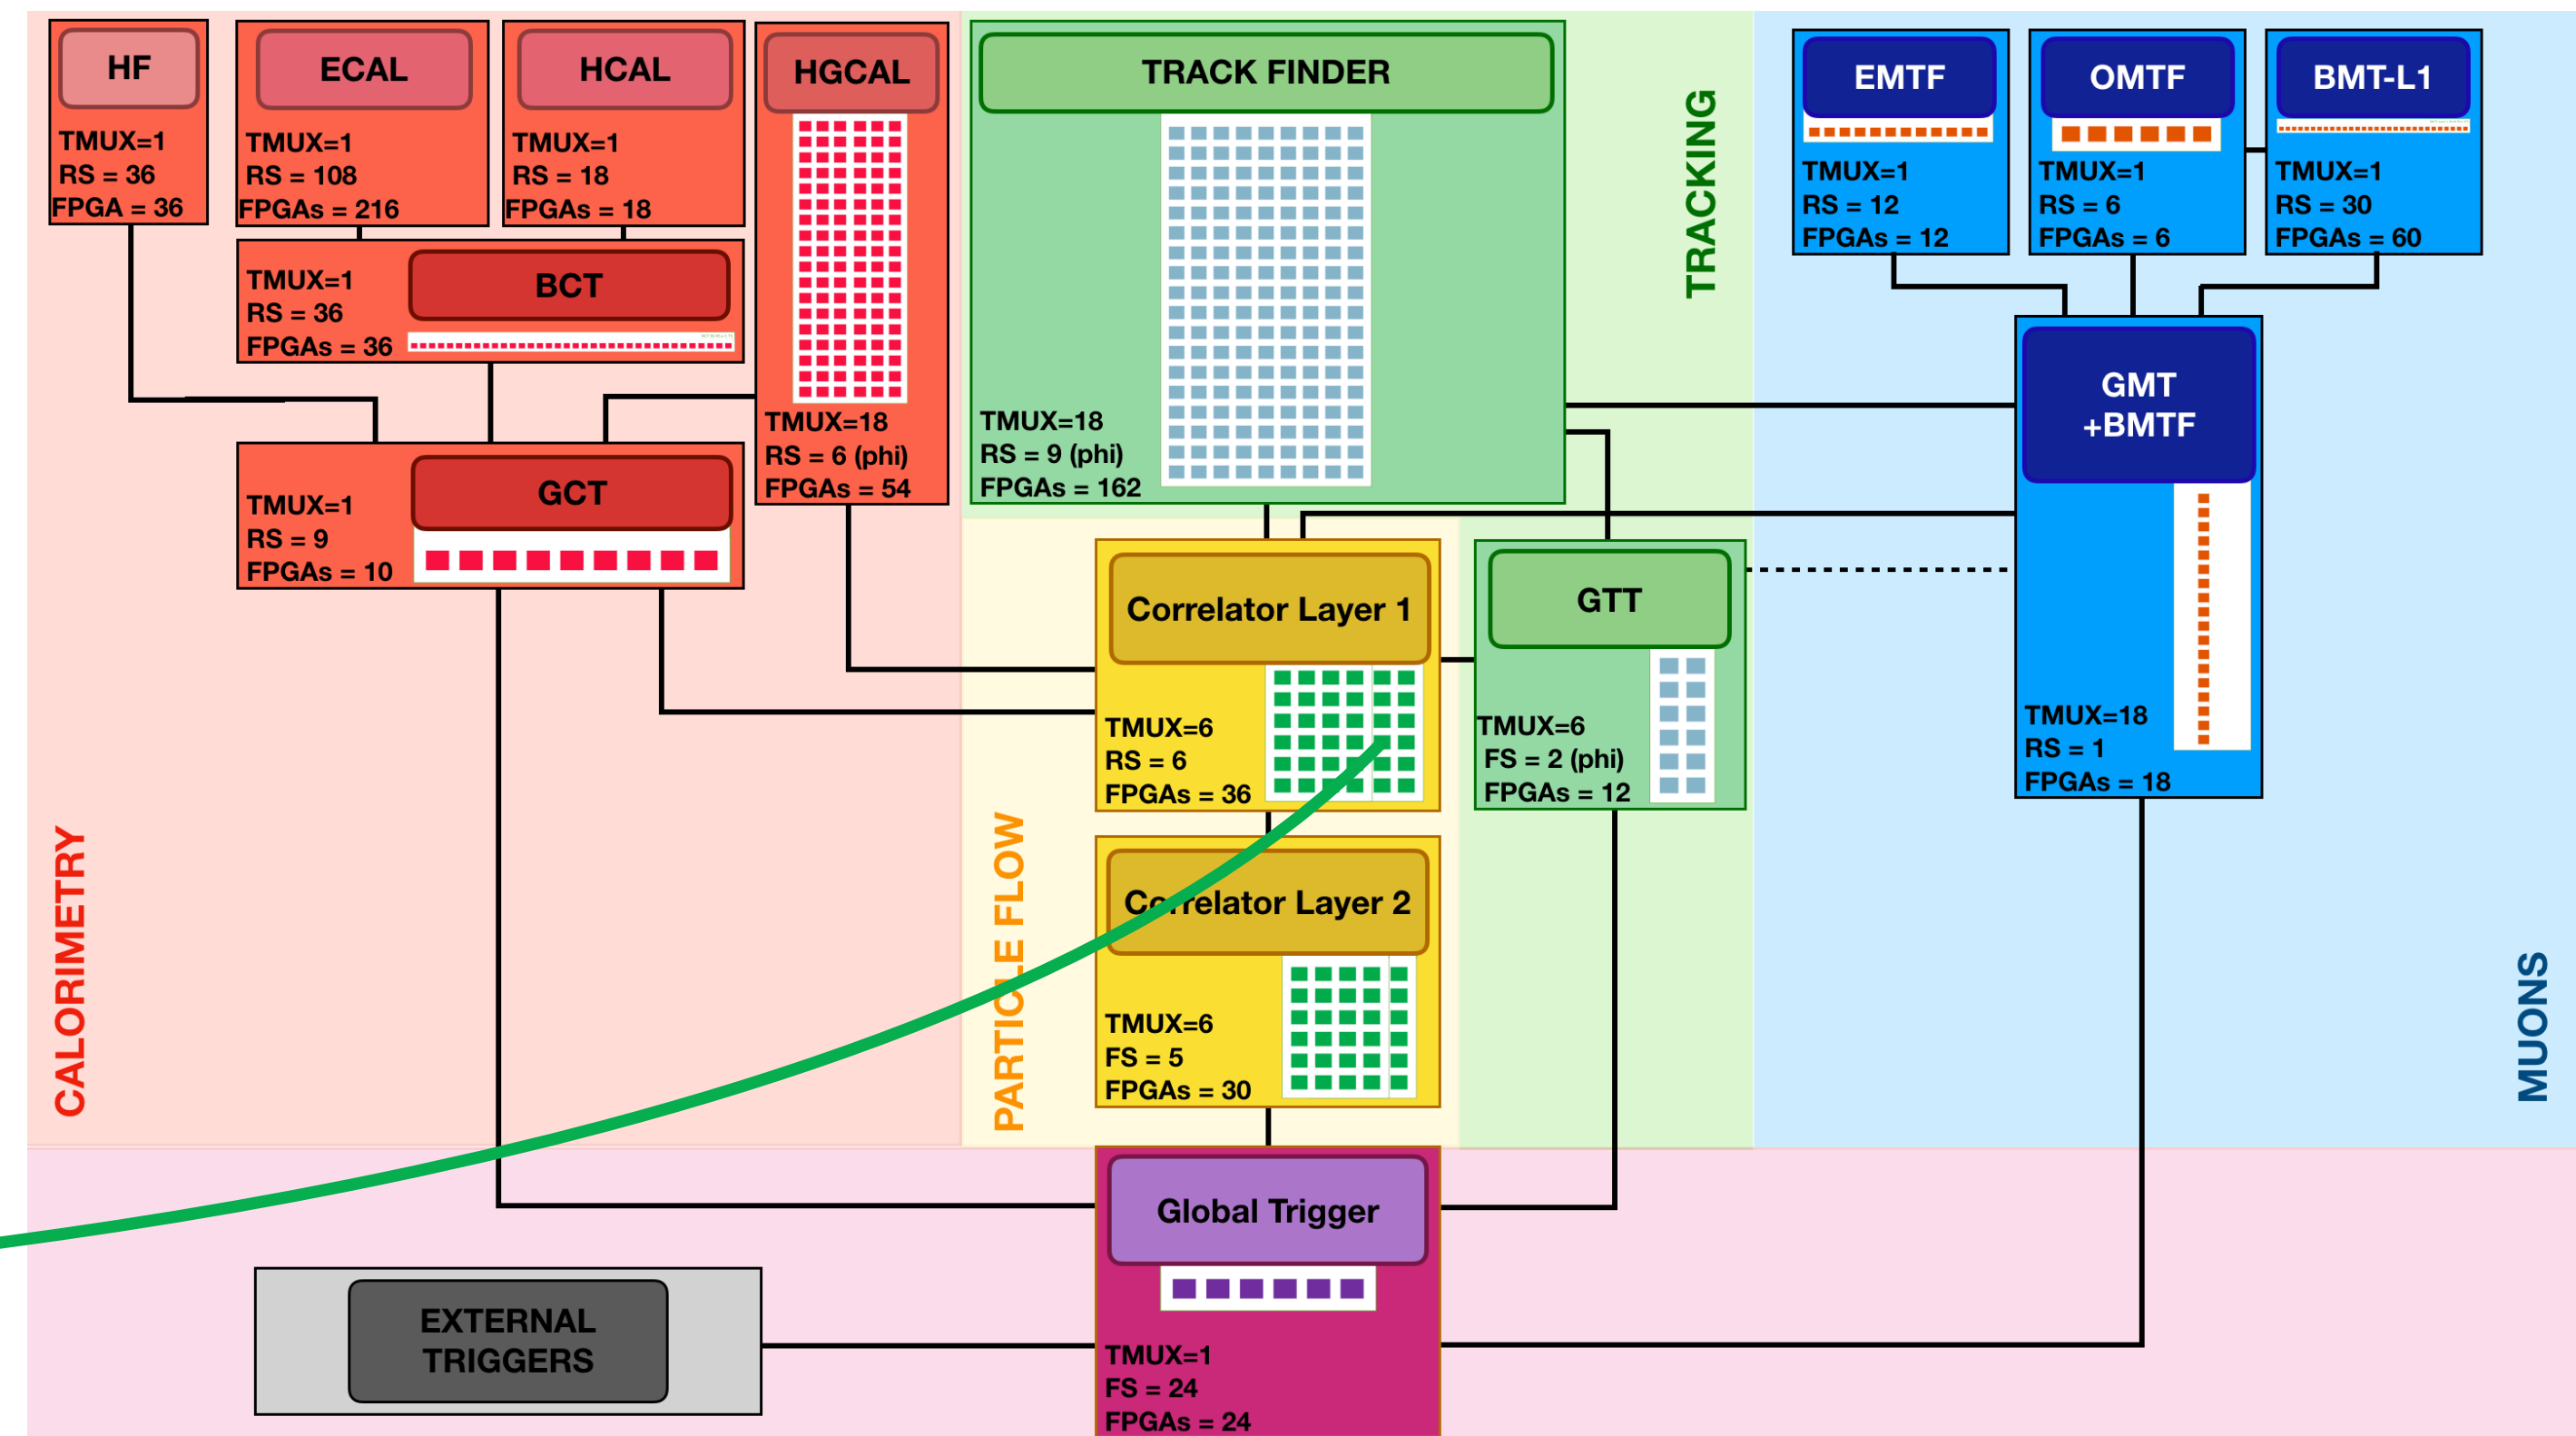 HF
TMUX=1
RS = 36
FPGA = 36
ECAL
TMUX=1
RS = 108
FPGAs = 216
HCAL
TMUX=1
RS = 18
FPGAs = 18
HGCAL
TMUX=18
RS = 6 (phi)
FPGAs = 54
BCT
TMUX=1
RS = 36
FPGAs = 36
GCT
TMUX=1
RS = 9
FPGAs = 10
CALORIMETRY
TRACK FINDER
TMUX=18
RS = 9 (phi)
FPGAs = 162
TRACKING
EMTF
TMUX=1
RS = 12
FPGAs = 12
OMTF
TMUX=1
RS = 6
FPGAs = 6
BMT-L1
TMUX=1
RS = 30
FPGAs = 60
GMT
+BMTF
TMUX=18
RS = 1
FPGAs = 18
MUONS
Correlator Layer 1
TMUX=6
RS = 6
FPGAs = 36
GTT
TMUX=6
FS = 2 (phi)
FPGAs = 12
PARTICLE FLOW
Correlator Layer 2
TMUX=6
FS = 5
FPGAs = 30
Global Trigger
TMUX=1
FS = 24
FPGAs = 24
EXTERNAL
TRIGGERS